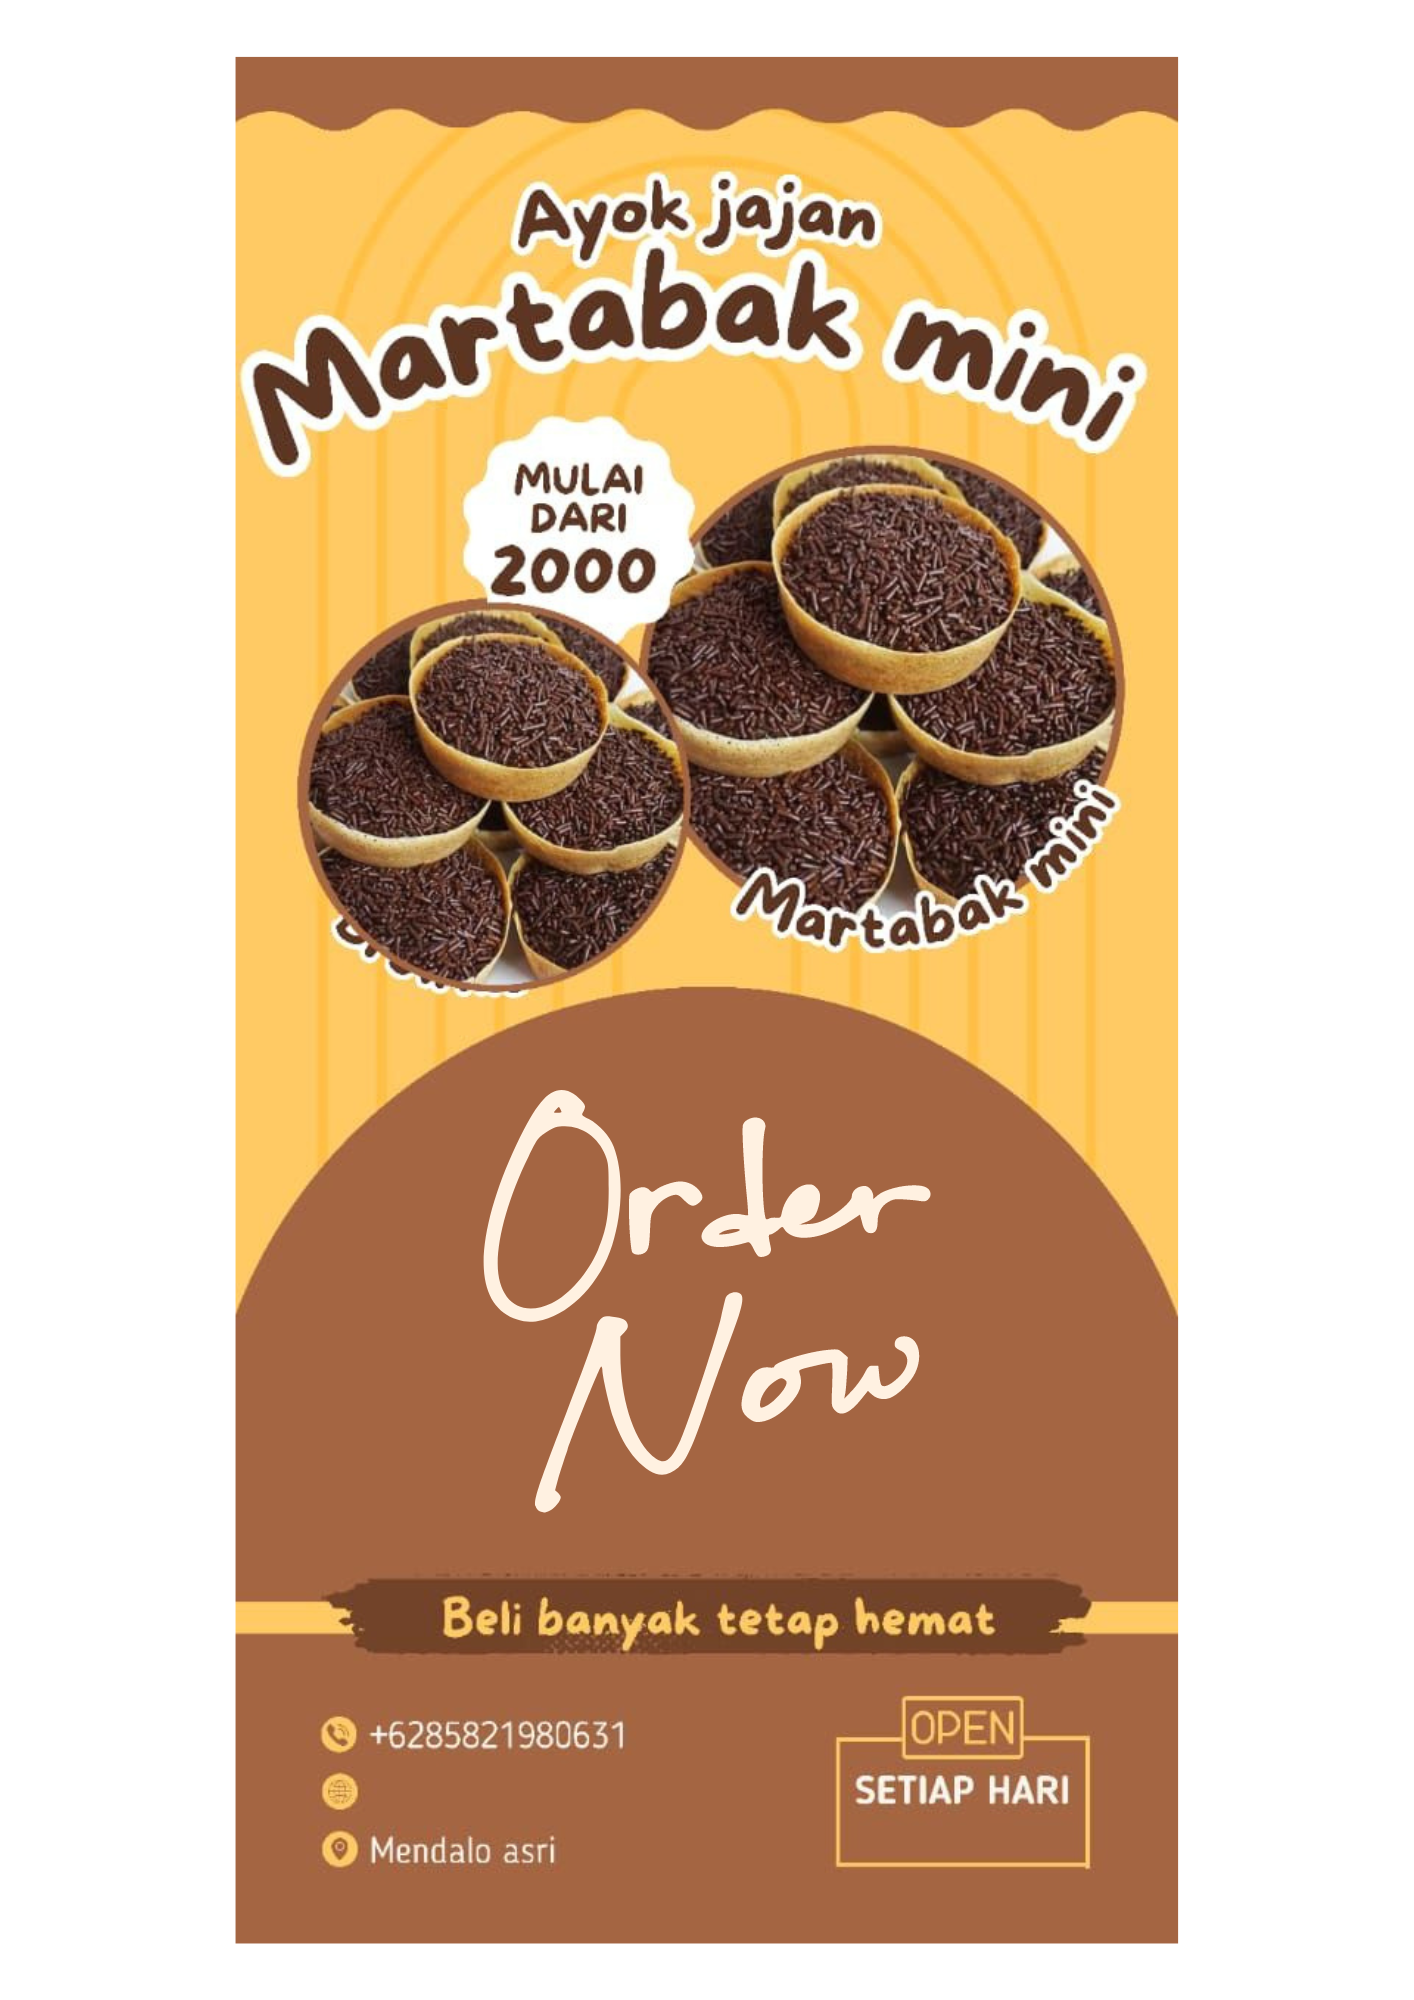 Ayok jajan
Martabak mini
MULAI
DARI
2000
Martabak mini
Order
Now
Beli banyak tetap hemat
+6285821980631
Mendalo asri
OPEN
SETIAP HARI